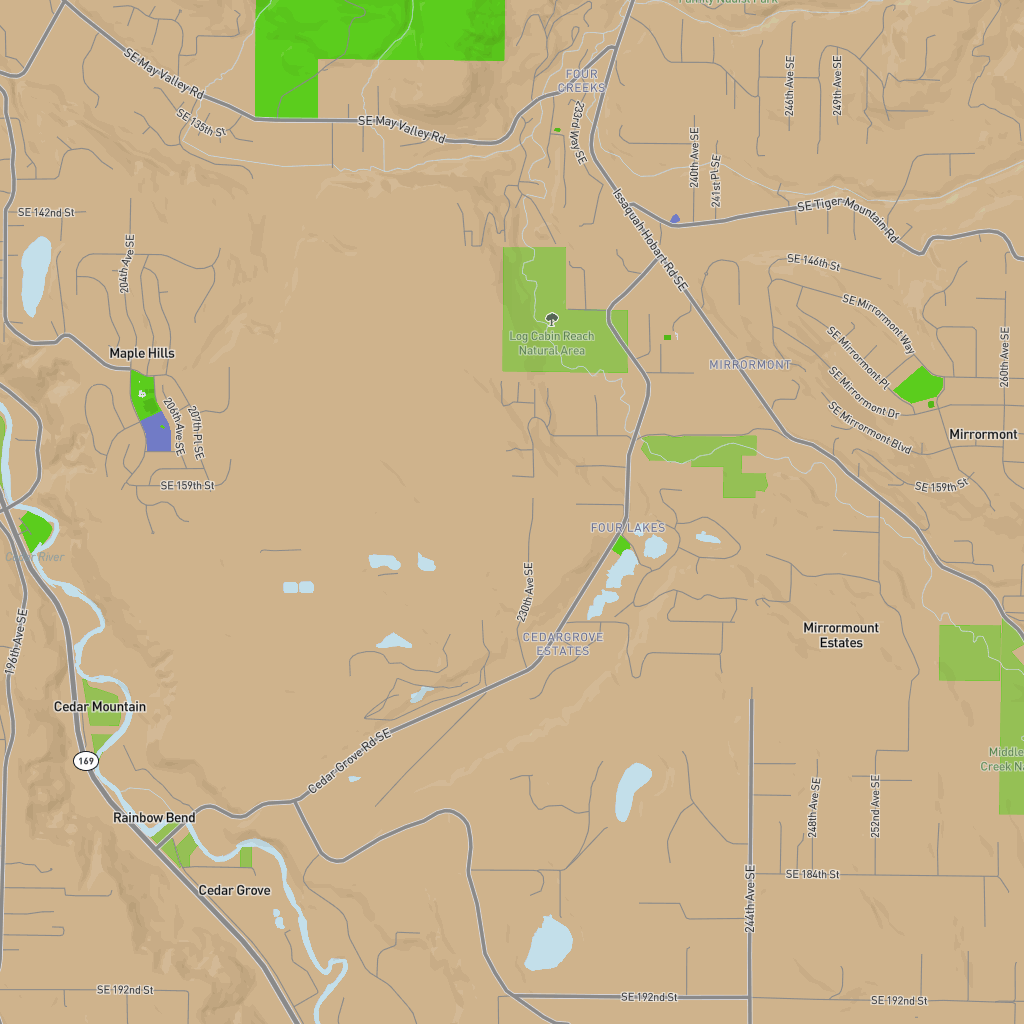 Family Nudist Park
SE May Valley Rd
FOUR
CREEKS
246th Ave SE
249th Ave SE
SE 135th St
SE May Valley Rd
233rd Way SE
240th Ave SE
241st Pl SE
SE 142nd St
Issaquah-Hobart Rd SE
SE Tiger Mountain Rd
204th Ave SE
SE 146th St
SE Mirrormont Way
Log Cabin Reach
Natural Area
Maple Hills
SE Mirrormont Pl
260th Ave SE
MIRRORMONT
SE Mirrormont Dr
206th Ave SE
207th Pl SE
SE Mirrormont Blvd
Mirrormont
SE 159th St
SE 159th St
FOUR LAKES
Cedar River
230th Ave SE
196th Ave SE
Mirrormount
Estates
CEDARGROVE
ESTATES
Cedar Mountain
169
Middle
Creek Na
Cedar Grove Rd SE
248th Ave SE
252nd Ave SE
Rainbow Bend
SE 184th St
Cedar Grove
244th Ave SE
SE 192nd St
SE 192nd St
SE 192nd St